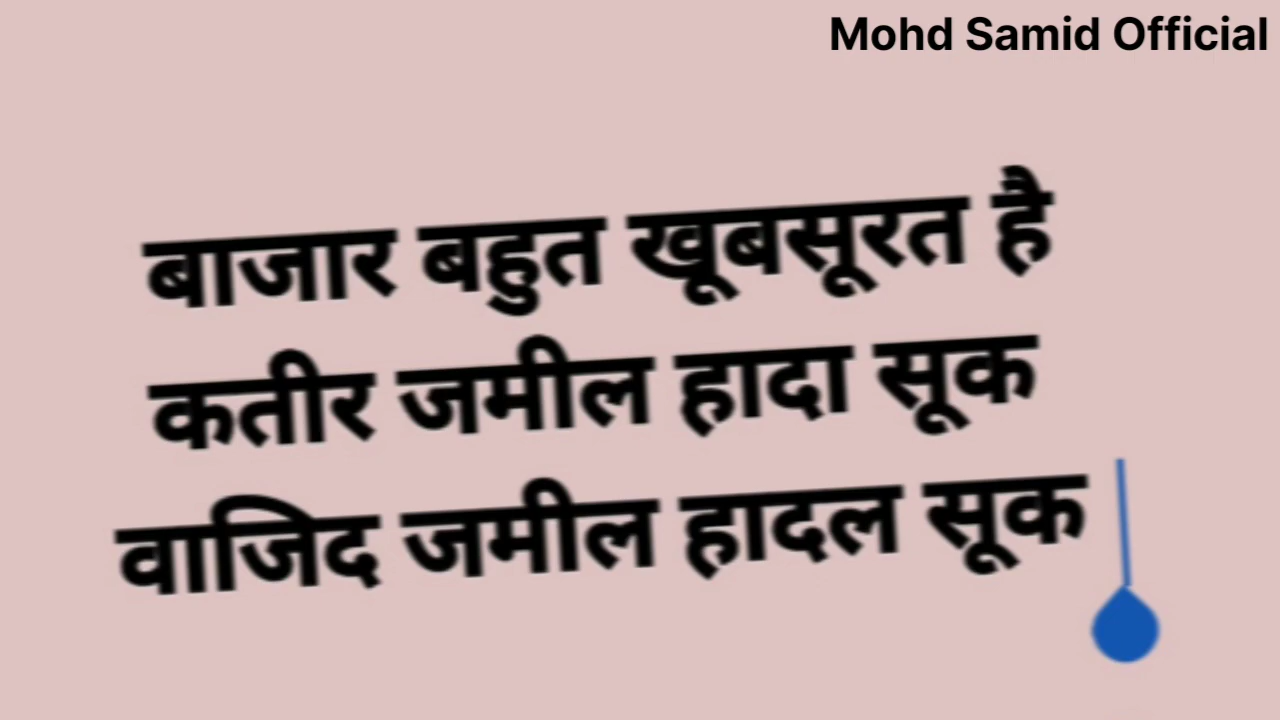 Mohd Samid Official
बाजार बहुत खूबसूरत है
कतीर जमील हादा सूक
वाजिद जमील हादल सूक